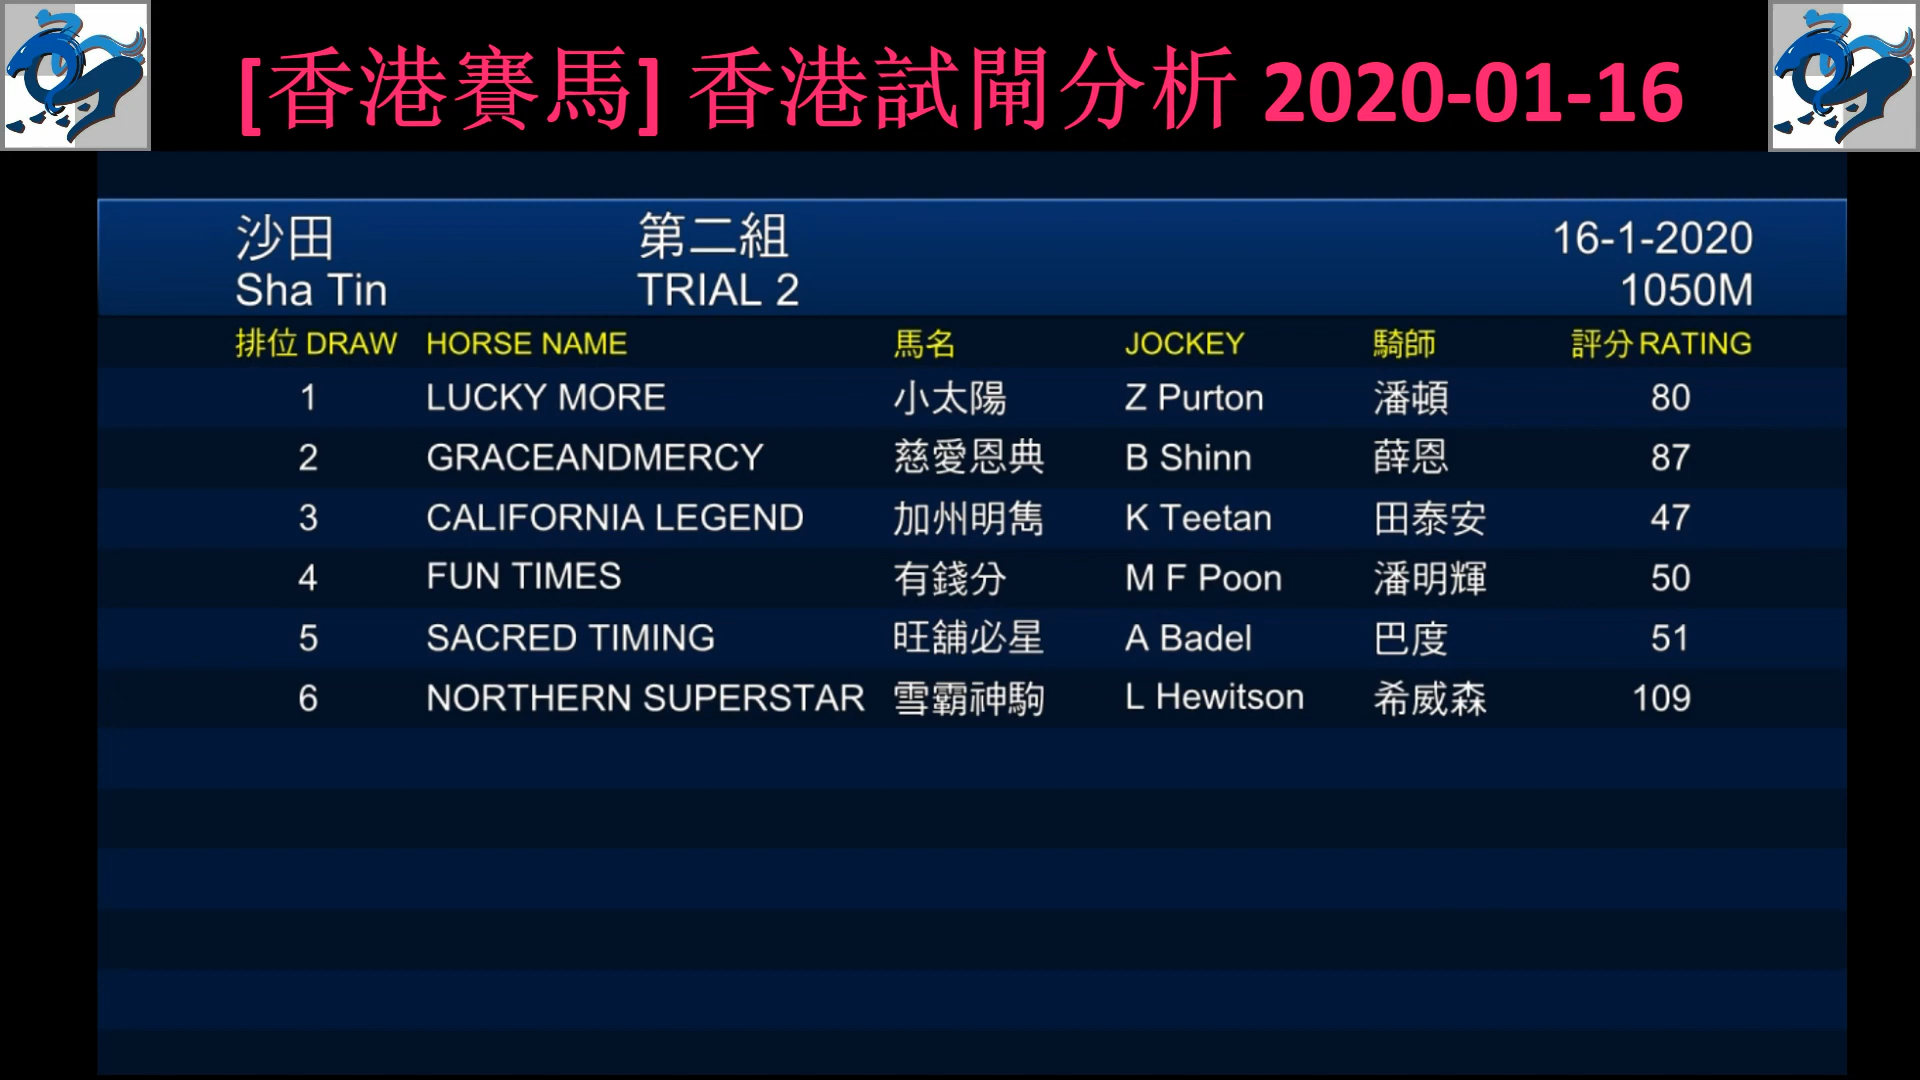 [香港賽馬] 香港試閘分析 2020-01-16
沙田 第二組 16-1-2020
Sha Tin TRIAL 2 1050M
排位 DRAW HORSE NAME 馬名 JOCKEY 騎師 評分 RATING
1 LUCKY MORE 小太陽 Z Purton 潘頓 80
2 GRACEANDMERCY 慈愛恩典 B Shinn 薛恩 87
3 CALIFORNIA LEGEND 加州明雋 K Teetan 田泰安 47
4 FUN TIMES 有錢分 M F Poon 潘明輝 50
5 SACRED TIMING 旺舖必星 A Badel 巴度 51
6 NORTHERN SUPERSTAR 雪霸神駒 L Hewitson 希威森 109